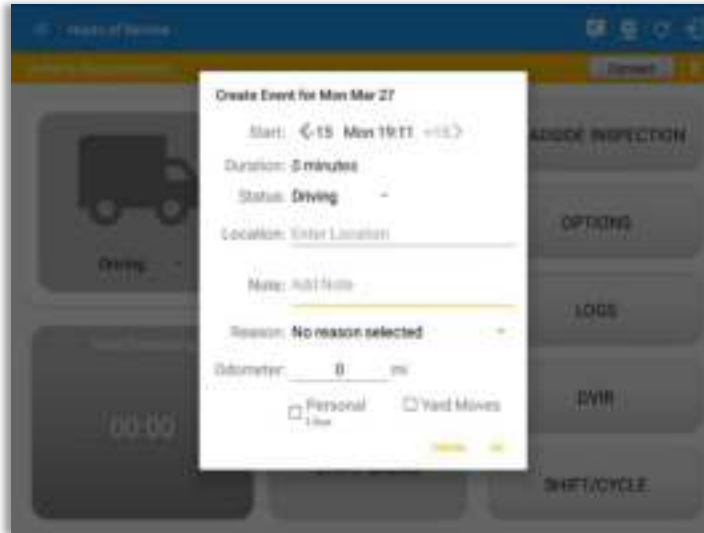 Hours of Service
Create Event for Mon Mar 27
Start: -15 Mon 19:11 +15
Duration: 0 minutes
Status: Driving
Location: Enter Location
Note: Add Note
Reason: No reason selected
Odometer: 0 mi
Personal Use
Yard Moves
Driving
00:00
ADSIDE INSPECTION
OPTIONS
LOGS
DVIR
SHIFT/CYCLE
Connect